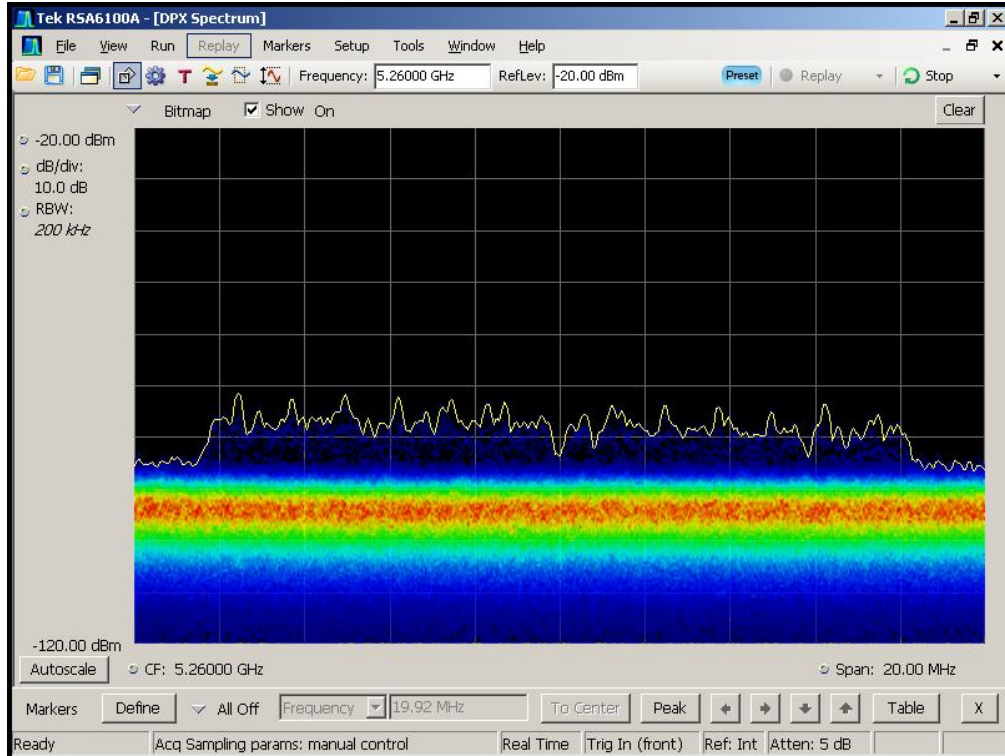 Tek RSA6100A - [DPX Spectrum]
File View Run Replay Markers Setup Tools Window Help
T Frequency: 5.26000 GHz RefLev: -20.00 dBm Preset Replay Stop
Bitmap Show On Clear
-20.00 dBm
dB/div:
10.0 dB
RBW:
200 kHz
-120.00 dBm
Autoscale CF: 5.26000 GHz Span: 20.00 MHz
Markers Define All Off Frequency 19.92 MHz To Center Peak Table X
Ready Acq Sampling params: manual control Real Time Trig In (front) Ref: Int Atten: 5 dB